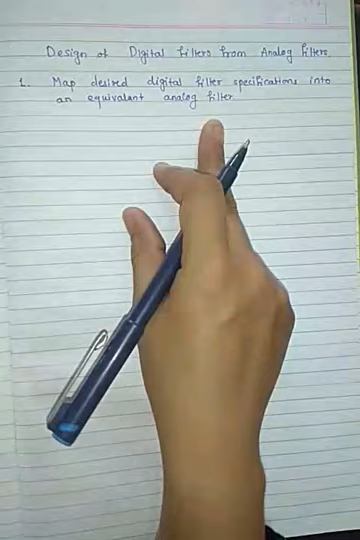 Design of Digital Filters from Analog Filters
1. Map desired digital filter specifications into
an equivalent analog filter.